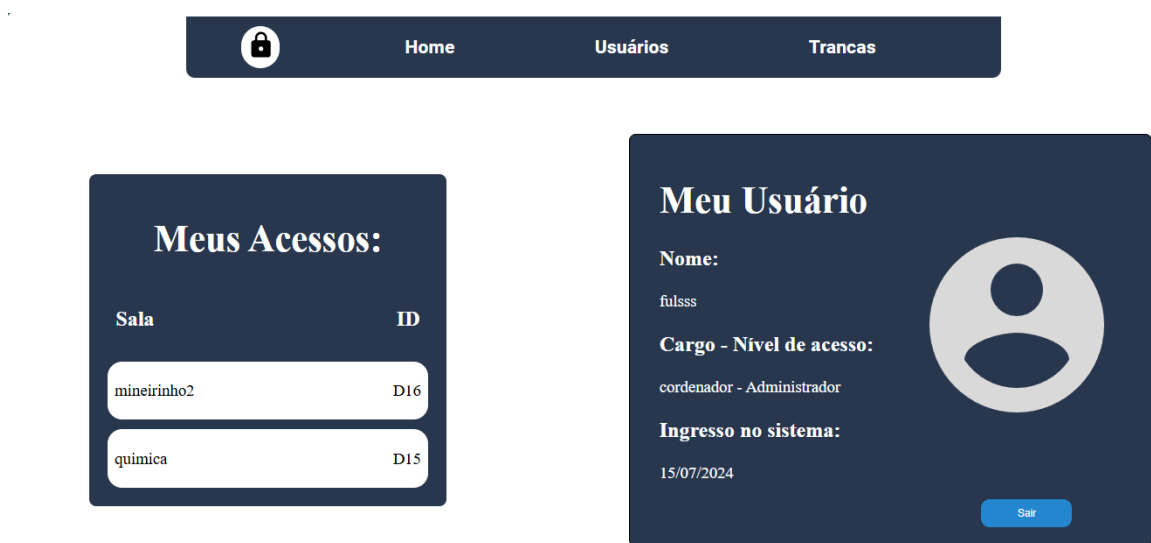 Home Usuários Trancas
Meus Acessos:
Sala ID
mineirinho2 D16
quimica D15
Meu Usuário
Nome:
fulsss
Cargo - Nível de acesso:
cordenador - Administrador
Ingresso no sistema:
15/07/2024
Sair